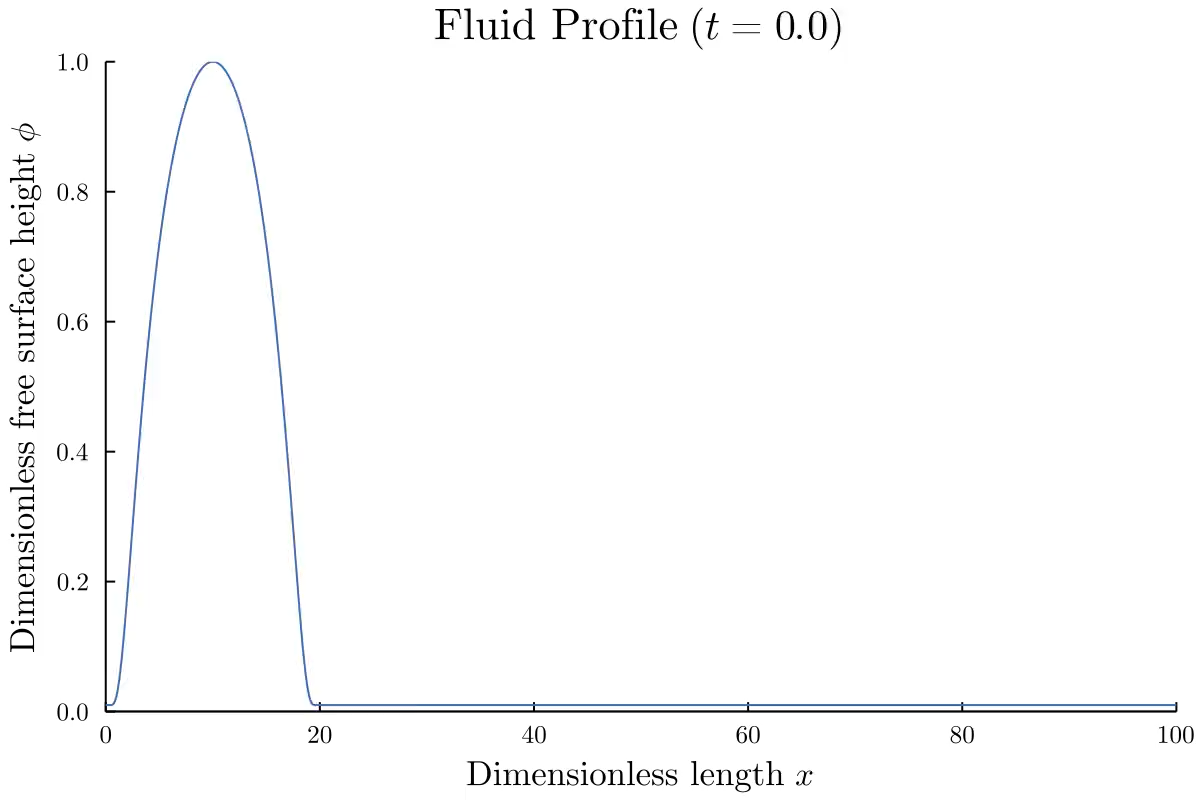 Fluid Profile (t = 0.0)
Dimensionless free surface height ϕ
1.0
0.8
0.6
0.4
0.2
0.0
0 20 40 60 80 100
Dimensionless length x